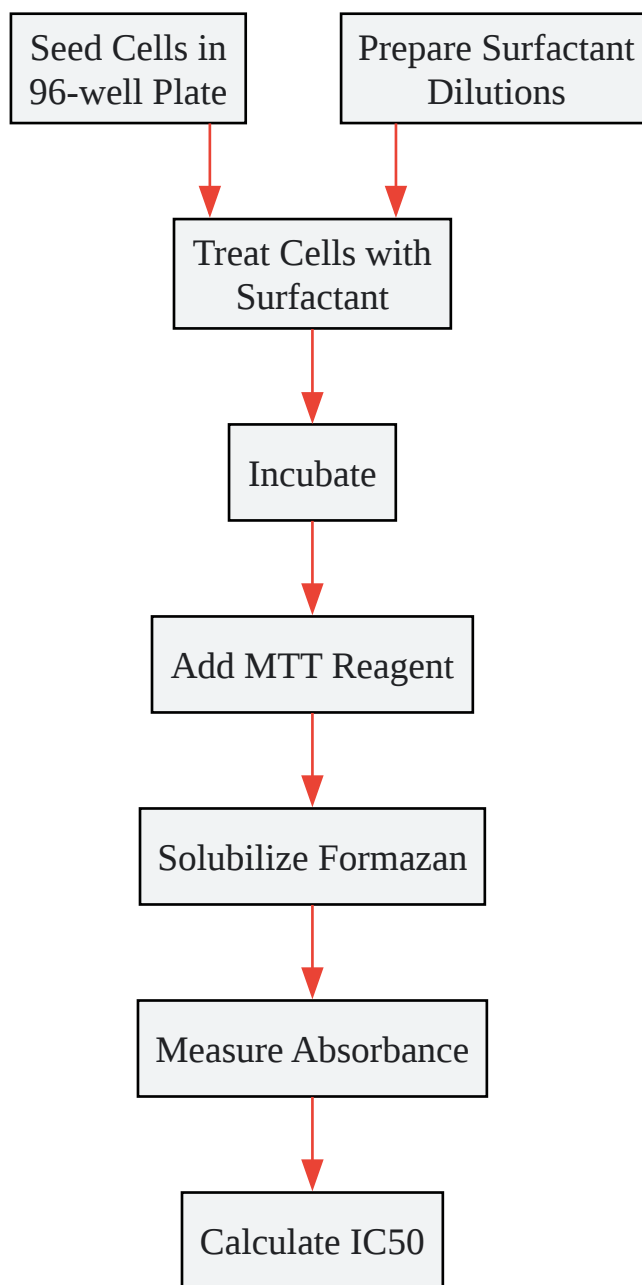 Seed Cells in
96-well Plate
Prepare Surfactant
Dilutions
Treat Cells with
Surfactant
Incubate
Add MTT Reagent
Solubilize Formazan
Measure Absorbance
Calculate IC50